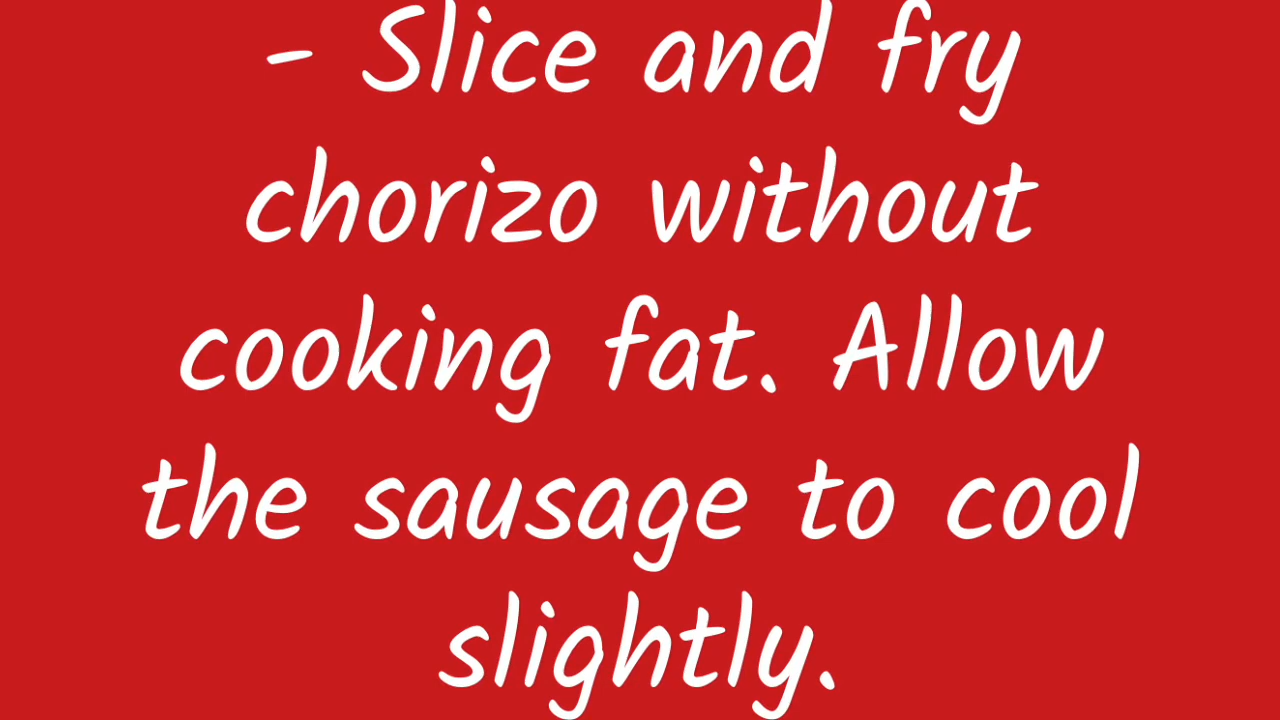 - Slice and fry
chorizo without
cooking fat. Allow
the sausage to cool
slightly.